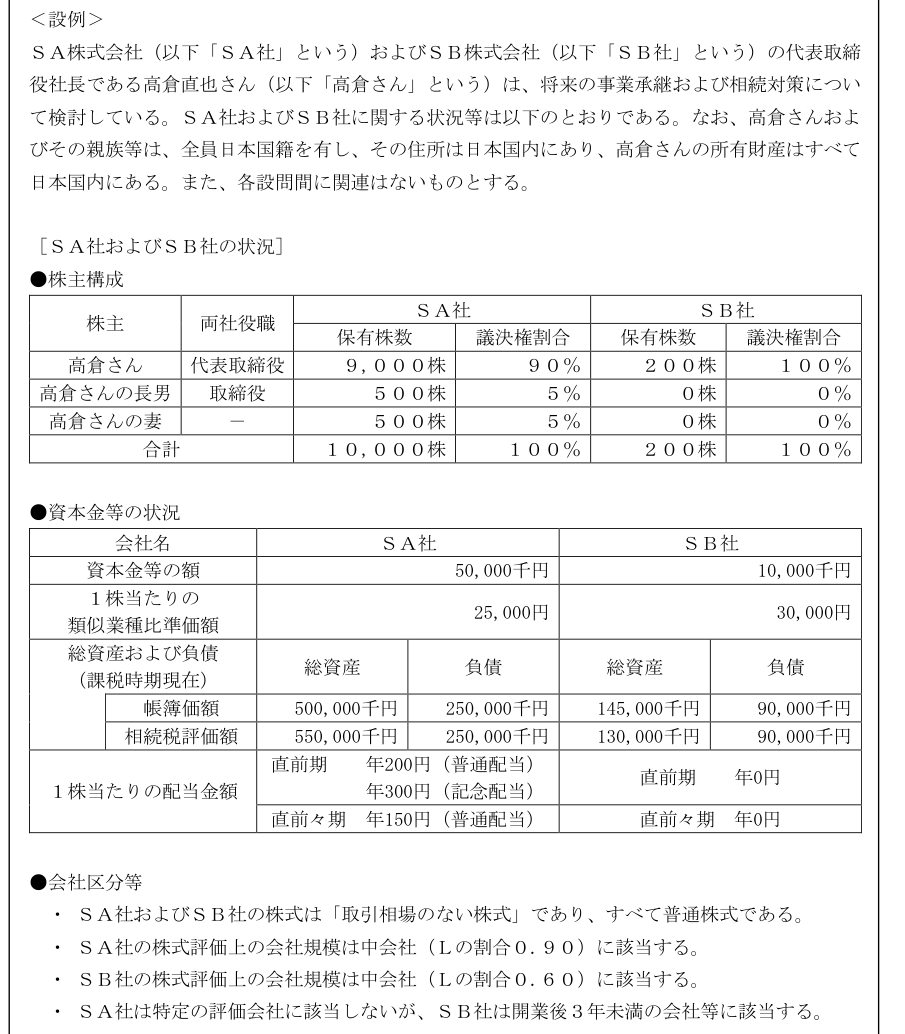 ＜設例＞
ＳＡ株式会社（以下「ＳＡ社」という）およびＳＢ株式会社（以下「ＳＢ社」という）の代表取締
役社長である高倉直也さん（以下「高倉さん」という）は、将来の事業承継および相続対策につい
て検討している。ＳＡ社およびＳＢ社に関する状況等は以下のとおりである。なお、高倉さんおよ
びその親族等は、全員日本国籍を有し、その住所は日本国内にあり、高倉さんの所有財産はすべて
日本国内にある。また、各設問間に関連はないものとする。
［ＳＡ社およびＳＢ社の状況］
●株主構成
株主 両社役職 ＳＡ社 ＳＢ社
保有株数 議決権割合 保有株数 議決権割合
高倉さん 代表取締役 ９，０００株 ９０％ ２００株 １００％
高倉さんの長男 取締役 ５００株 ５％ ０株 ０％
高倉さんの妻 － ５００株 ５％ ０株 ０％
合計 １０，０００株 １００％ ２００株 １００％
●資本金等の状況
会社名 ＳＡ社 ＳＢ社
資本金等の額 50,000千円 10,000千円
１株当たりの
類似業種比準価額 25,000円 30,000円
総資産および負債
（課税時期現在） 総資産 負債 総資産 負債
帳簿価額 500,000千円 250,000千円 145,000千円 90,000千円
相続税評価額 550,000千円 250,000千円 130,000千円 90,000千円
１株当たりの配当金額 直前期 年200円（普通配当） 直前期 年0円
年300円（記念配当）
直前々期 年150円（普通配当） 直前々期 年0円
●会社区分等
・ ＳＡ社およびＳＢ社の株式は「取引相場のない株式」であり、すべて普通株式である。
・ ＳＡ社の株式評価上の会社規模は中会社（Ｌの割合０．９０）に該当する。
・ ＳＢ社の株式評価上の会社規模は中会社（Ｌの割合０．６０）に該当する。
・ ＳＡ社は特定の評価会社に該当しないが、ＳＢ社は開業後３年未満の会社等に該当する。